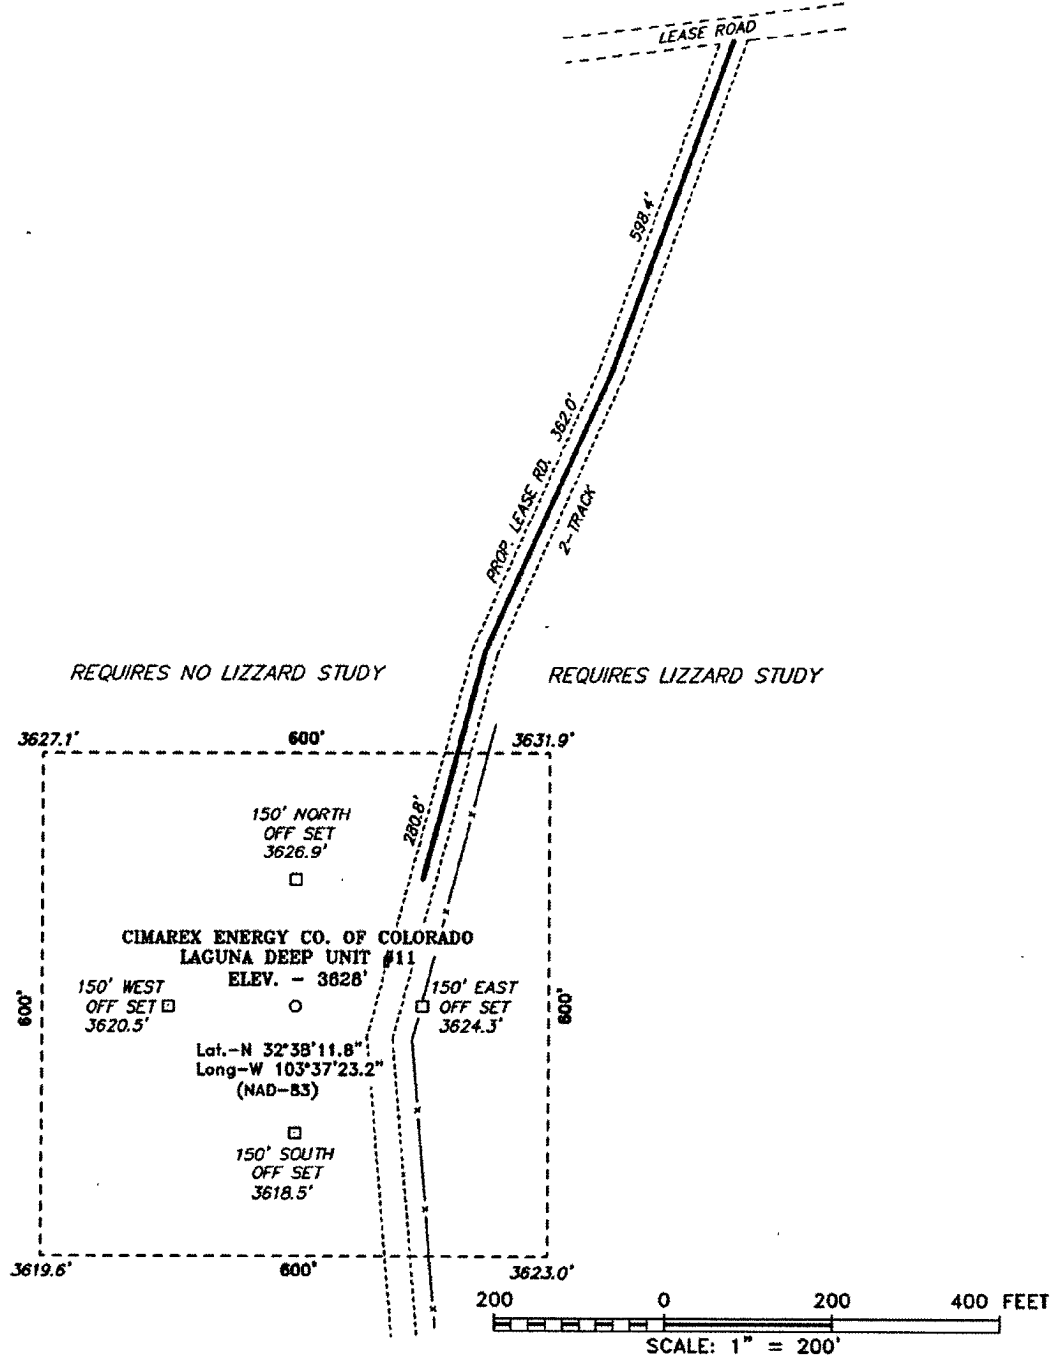 LEASE ROAD
598.4'
PROP. LEASE RD. 362.0'
2-TRACK
REQUIRES NO LIZZARD STUDY
REQUIRES LIZZARD STUDY
3627.1'
600'
3631.9'
280.8'
150' NORTH
OFF SET
3626.9'
CIMAREX ENERGY CO. OF COLORADO
LAGUNA DEEP UNIT #11
ELEV. - 3628'
600'
150' WEST
OFF SET
3620.5'
150' EAST
OFF SET
3624.3'
600'
Lat.-N 32°38'11.8"
Long-W 103°37'23.2"
(NAD-83)
150' SOUTH
OFF SET
3618.5'
3619.6'
600'
3623.0'
200 0 200 400 FEET
SCALE: 1" = 200'